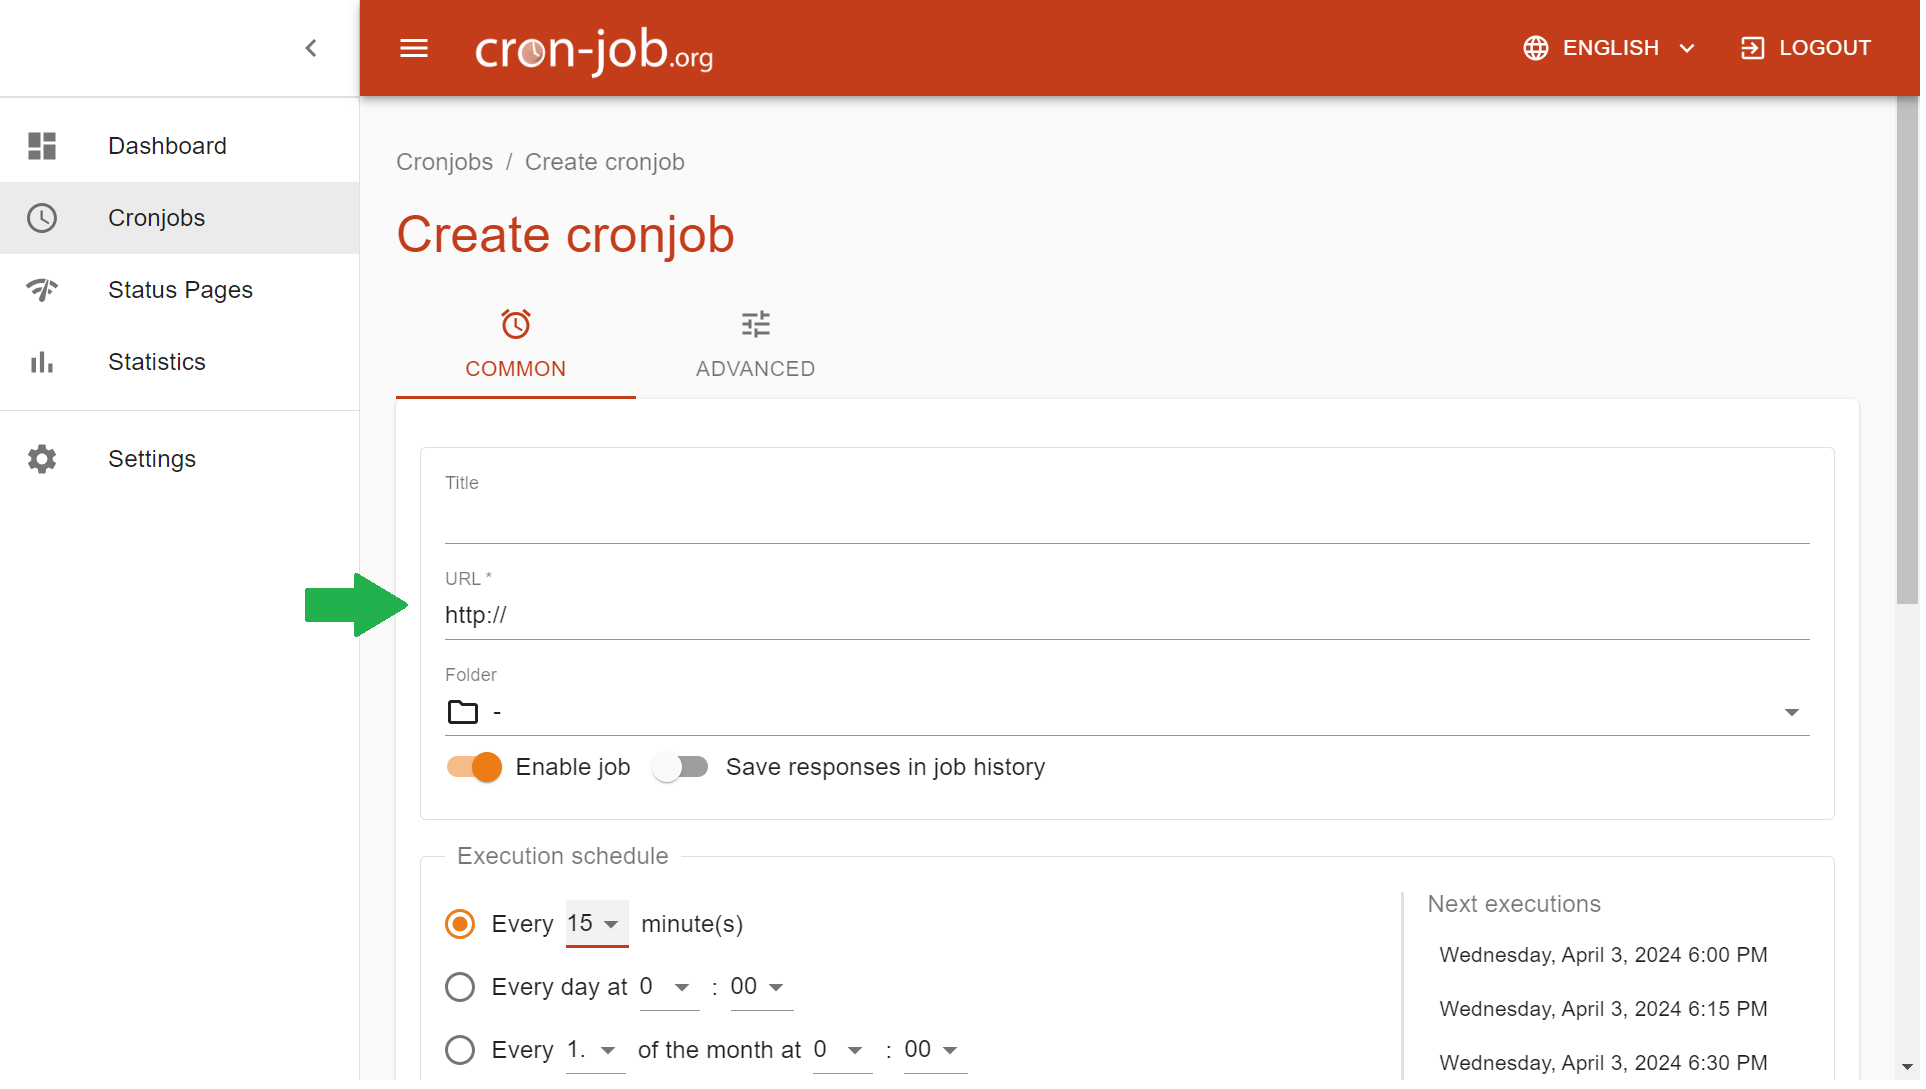 cron-job.org
ENGLISH
LOGOUT
Dashboard
Cronjobs
Status Pages
Statistics
Settings
Cronjobs / Create cronjob
Create cronjob
COMMON
ADVANCED
Title
URL *
http://
Folder
-
Enable job
Save responses in job history
Execution schedule
Every 15 minute(s)
Every day at 0 : 00
Every 1. of the month at 0 : 00
Next executions
Wednesday, April 3, 2024 6:00 PM
Wednesday, April 3, 2024 6:15 PM
Wednesday, April 3, 2024 6:30 PM